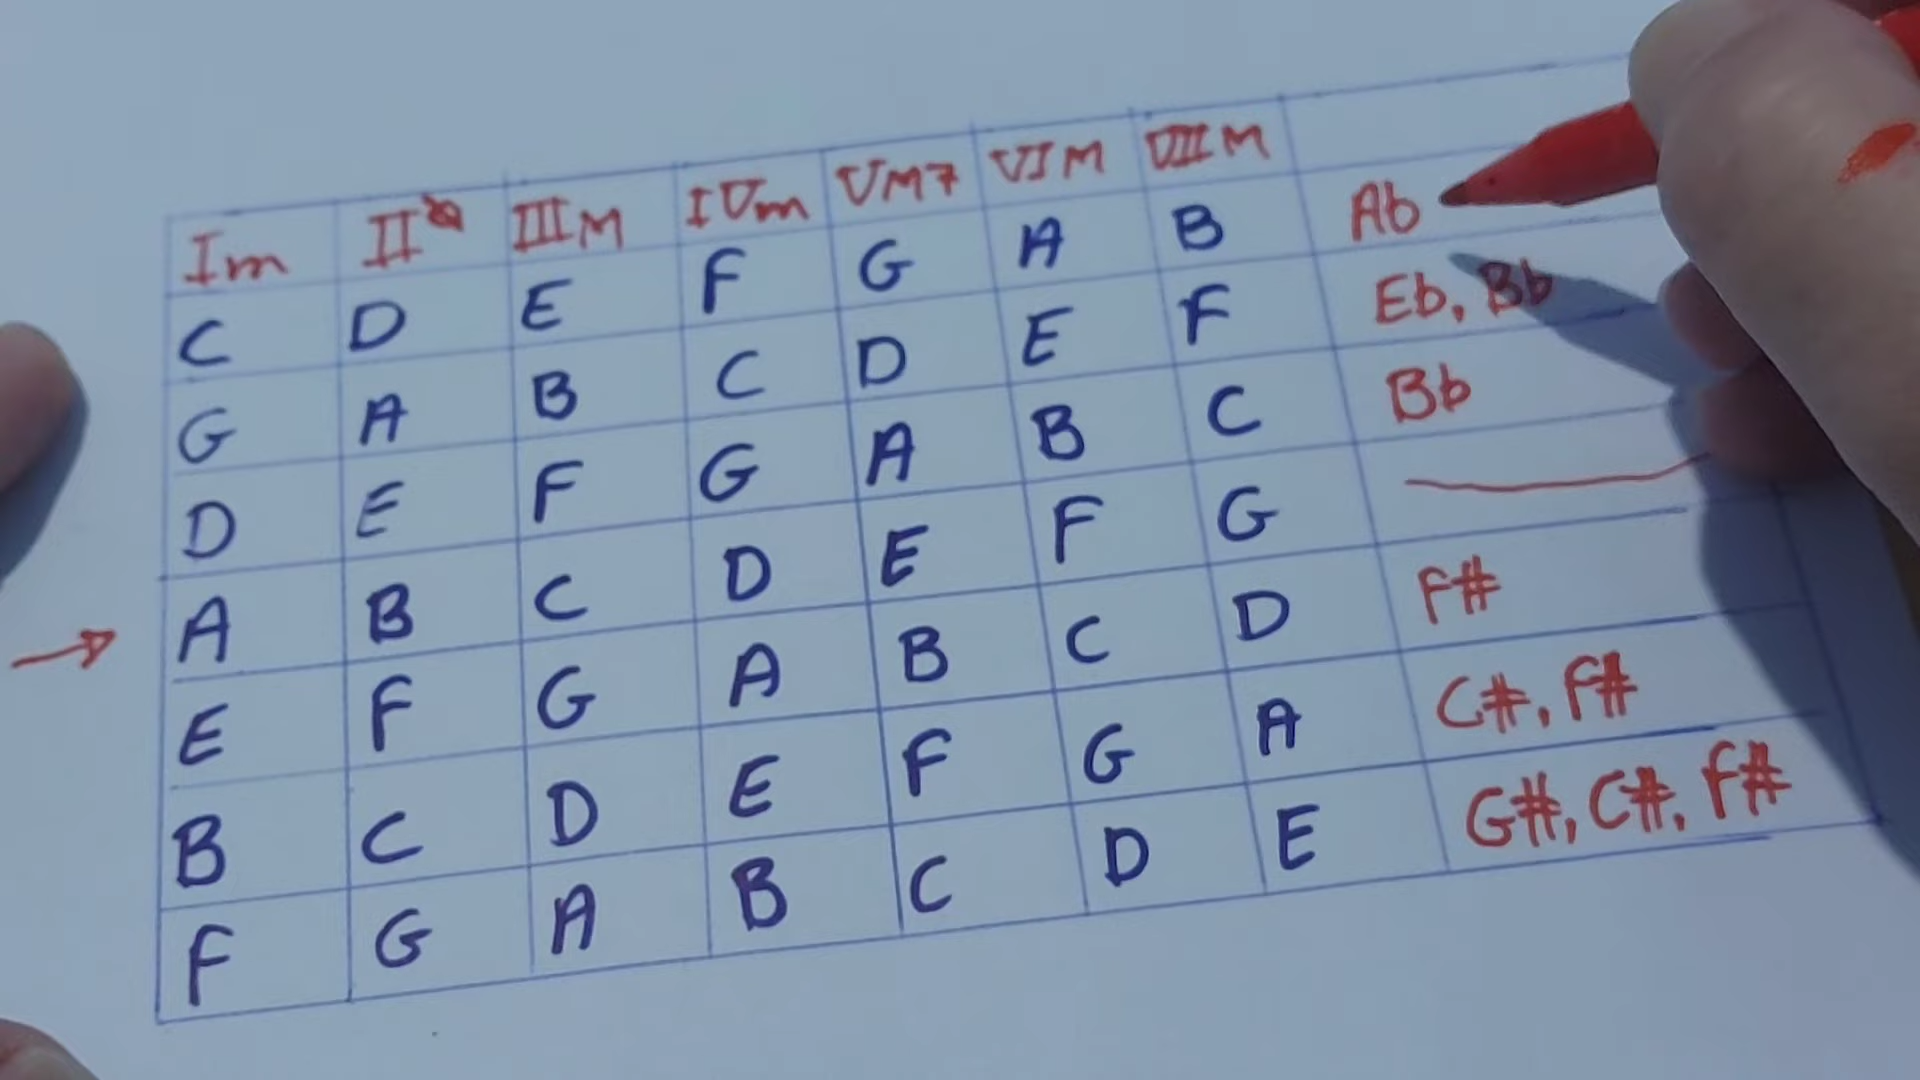 Im II° IIIM IVm VM7 VIM VIIM
C D E F G A B Ab
G A B C D E F Eb, Bb
D E F G A B C Bb
A B C D E F G
E F G A B C D F#
B C D E F G A C#, F#
F G A B C D E G#, C#, F#